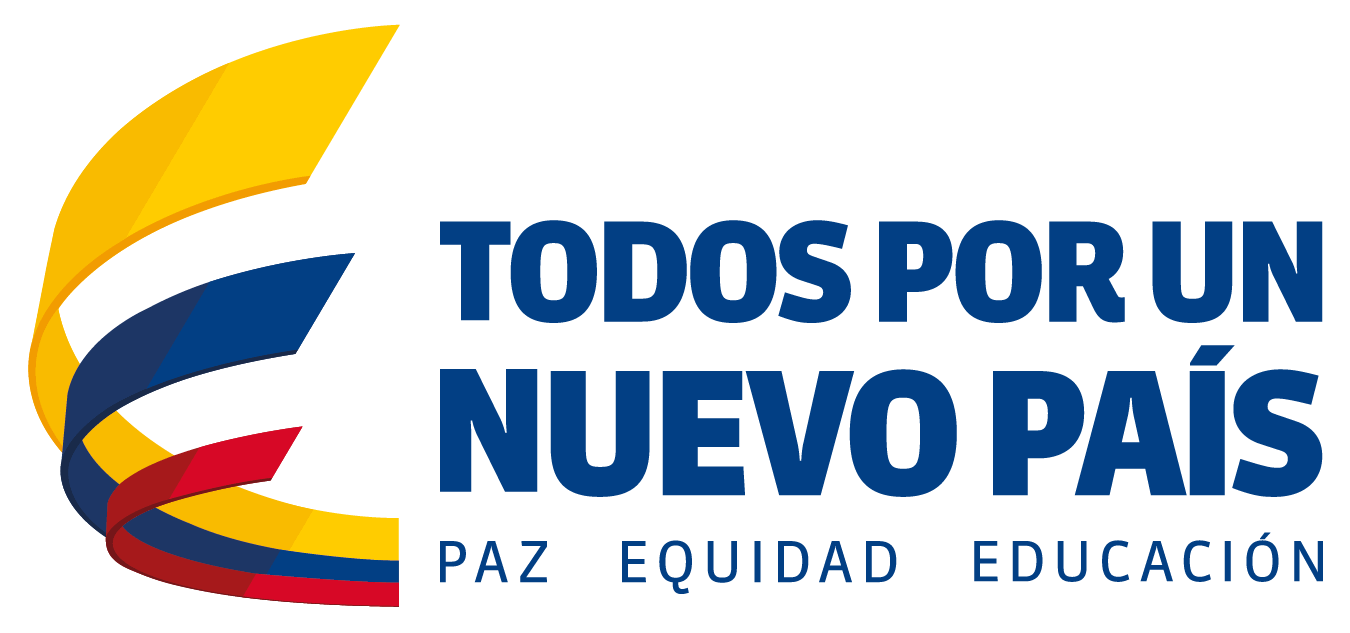 TODOS POR UN
NUEVO PAÍS
PAZ EQUIDAD EDUCACIÓN